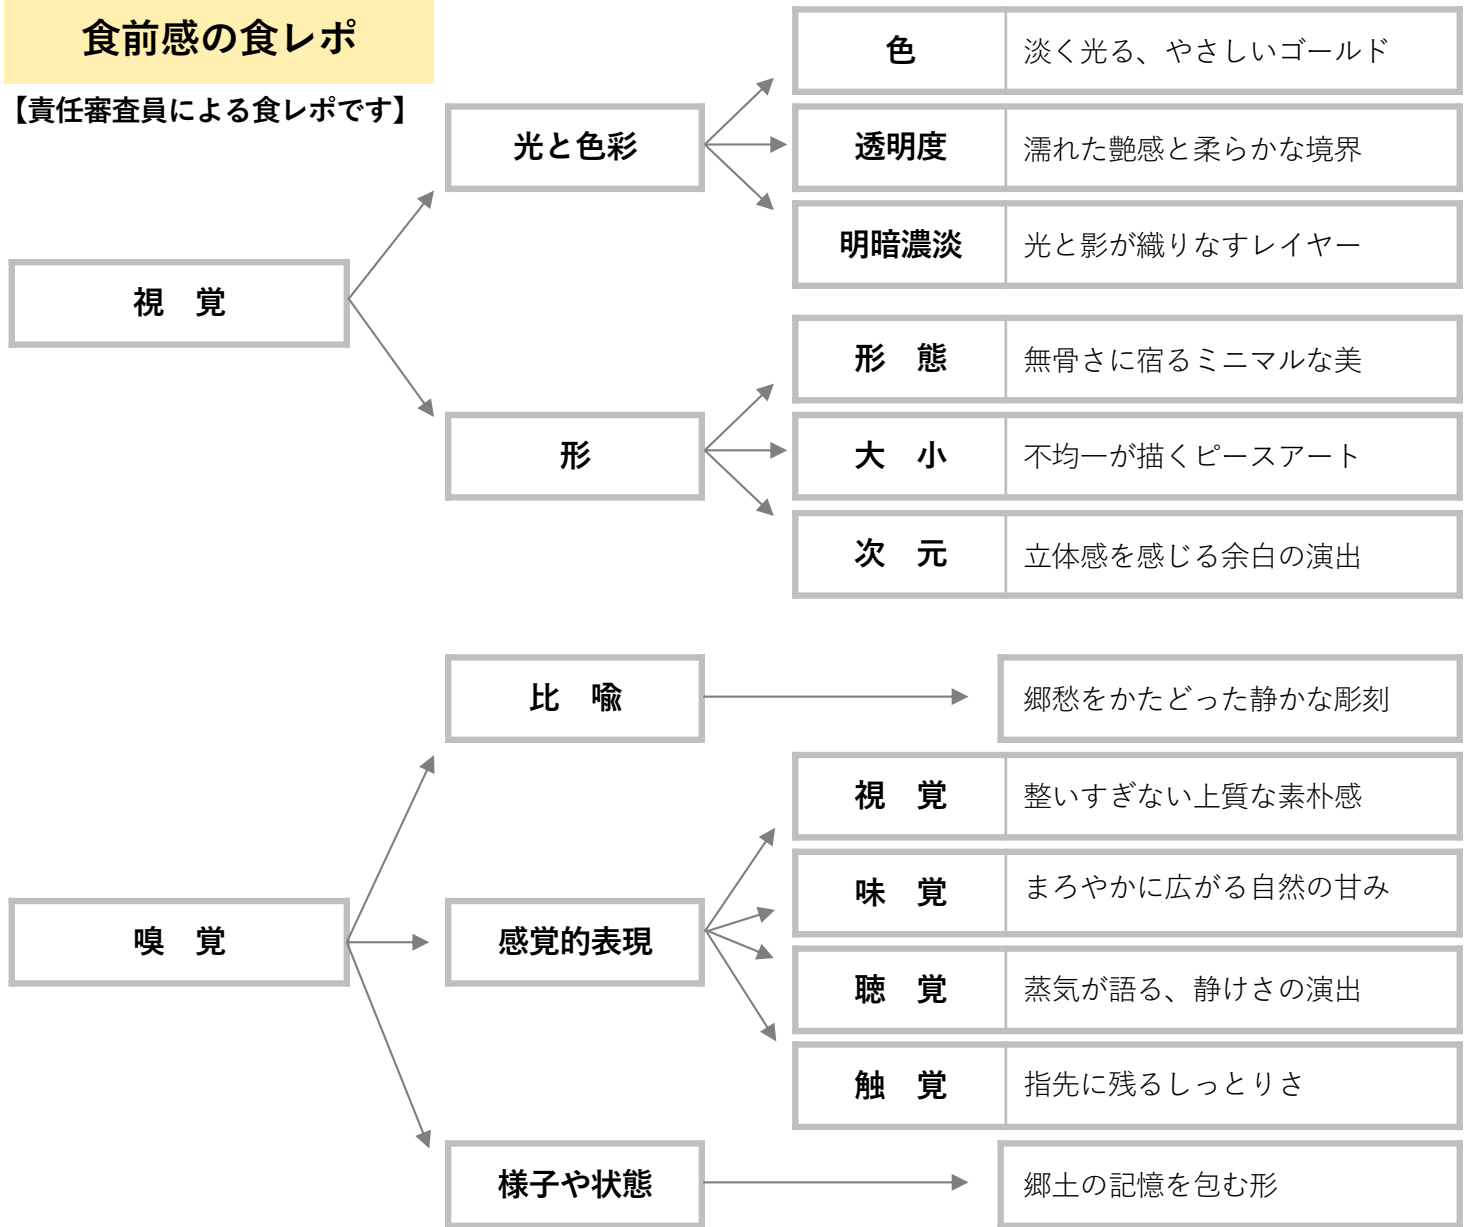 食前感の食レポ
【責任審査員による食レポです】
視　覚
光と色彩
色　淡く光る、やさしいゴールド
透明度　濡れた艶感と柔らかな境界
明暗濃淡　光と影が織りなすレイヤー
形
形　態　無骨さに宿るミニマルな美
大　小　不均一が描くピースアート
次　元　立体感を感じる余白の演出
嗅　覚
比　喩
郷愁をかたどった静かな彫刻
感覚的表現
視　覚　整いすぎない上質な素朴感
味　覚　まろやかに広がる自然の甘み
聴　覚　蒸気が語る、静けさの演出
触　覚　指先に残るしっとりさ
様子や状態
郷土の記憶を包む形